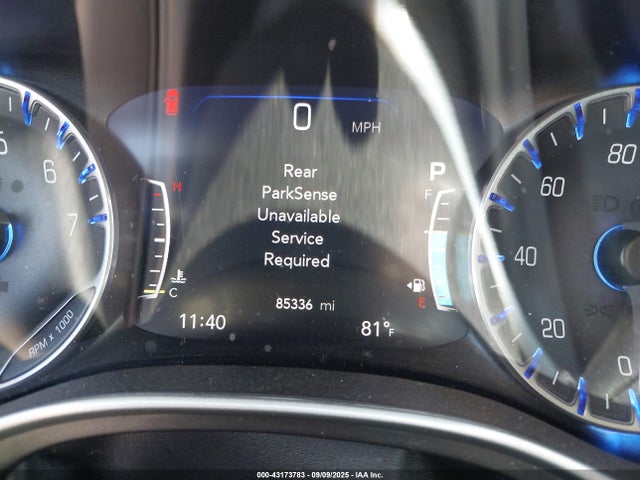 0 MPH
Rear
ParkSense
Unavailable
Service
Required
P
F
E
C
85336 mi
11:40
81°F
5
6
7
RPM x 1000
80
60
40
20
0
000-43173783 - 09/09/2025 - IAA Inc.